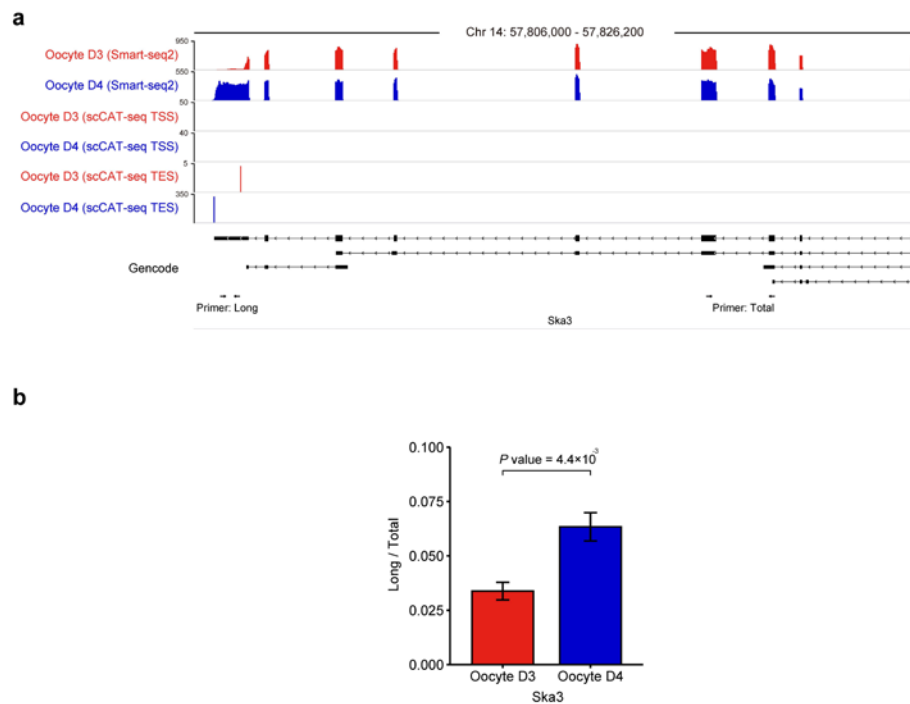 a
Chr 14: 57,806,000 - 57,826,200
950
Oocyte D3 (Smart-seq2)
550
Oocyte D4 (Smart-seq2)
50
Oocyte D3 (scCAT-seq TSS)
40
Oocyte D4 (scCAT-seq TSS)
5
Oocyte D3 (scCAT-seq TES)
350
Oocyte D4 (scCAT-seq TES)
Gencode
Primer: Long Primer: Total
Ska3
b
0.100
P value = 4.4×10-3
0.075
0.050
0.025
0.000
Long / Total
Oocyte D3 Oocyte D4
Ska3